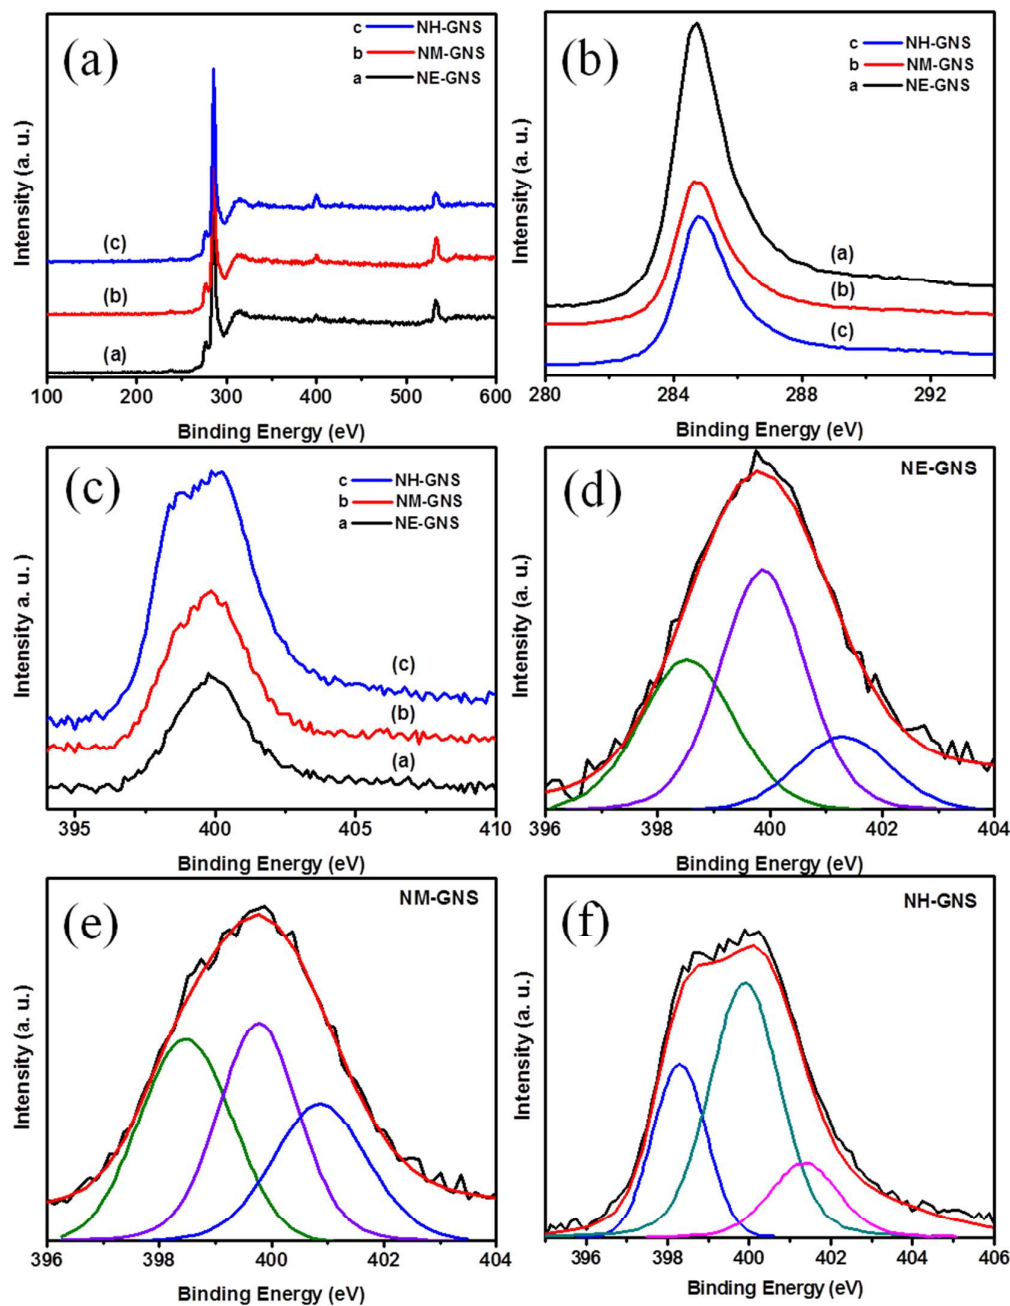 (a)
c NH-GNS
b NM-GNS
a NE-GNS
Intensity (a. u.)
(c)
(b)
(a)
100 200 300 400 500 600
Binding Energy (eV)
(b)
c NH-GNS
b NM-GNS
a NE-GNS
Intensity (a. u.)
(a)
(b)
(c)
280 284 288 292
Binding Energy (eV)
(c)
c NH-GNS
b NM-GNS
a NE-GNS
Intensity a. u.)
(c)
(b)
(a)
395 400 405 410
Binding Energy (eV)
(d)
NE-GNS
Intensity (a. u.)
396 398 400 402 404
Binding Energy (eV)
(e)
NM-GNS
Intensity (a. u.)
396 398 400 402 404
Binding Energy (eV)
(f)
NH-GNS
Intensity (a. u.)
396 398 400 402 404 406
Binding Energy (eV)